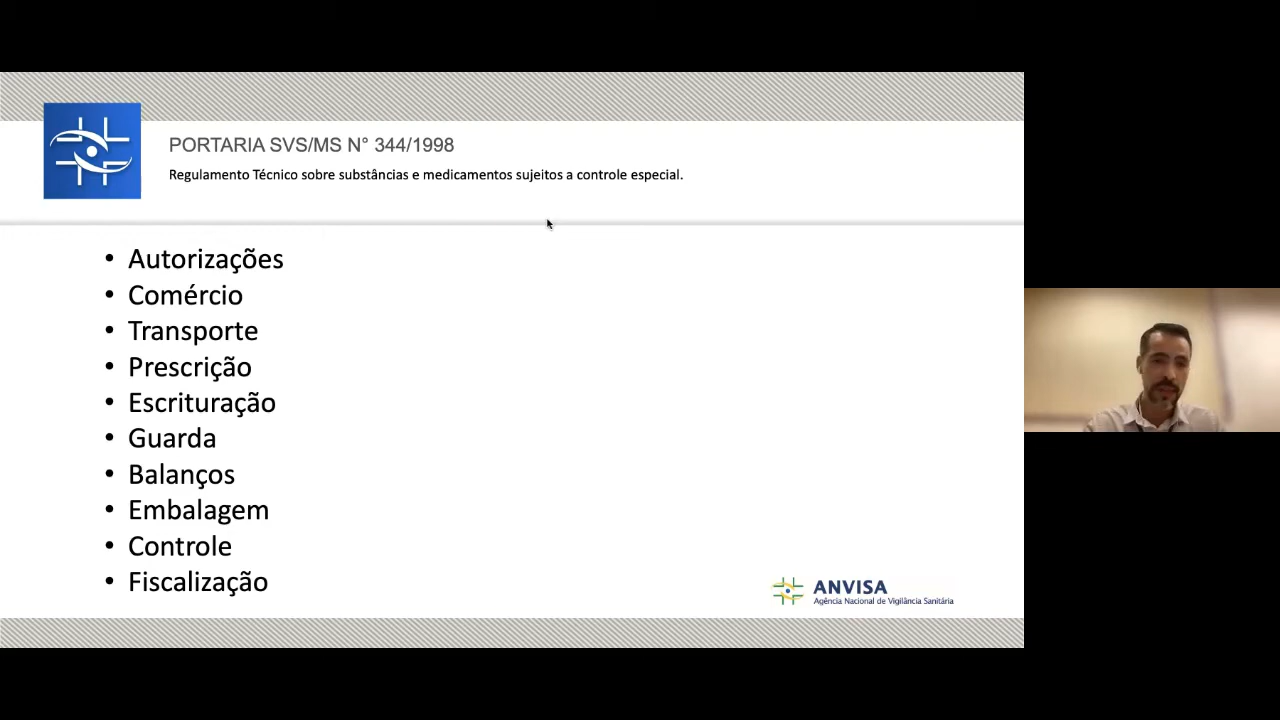 PORTARIA SVS/MS N° 344/1998
Regulamento Técnico sobre substâncias e medicamentos sujeitos a controle especial.
• Autorizações
• Comércio
• Transporte
• Prescrição
• Escrituração
• Guarda
• Balanços
• Embalagem
• Controle
• Fiscalização
ANVISA
Agência Nacional de Vigilância Sanitária